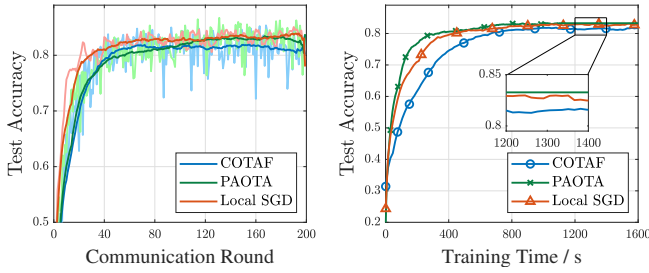 Test Accuracy
0.8
0.7
0.6
0.5
0 40 80 120 160 200
Communication Round
COTAF
PAOTA
Local SGD
Test Accuracy
0.9
0.8
0.7
0.6
0.5
0.4
0.3
0.2
0 400 800 1200 1600
Training Time / s
0.85
0.8
1200 1300 1400
COTAF
PAOTA
Local SGD